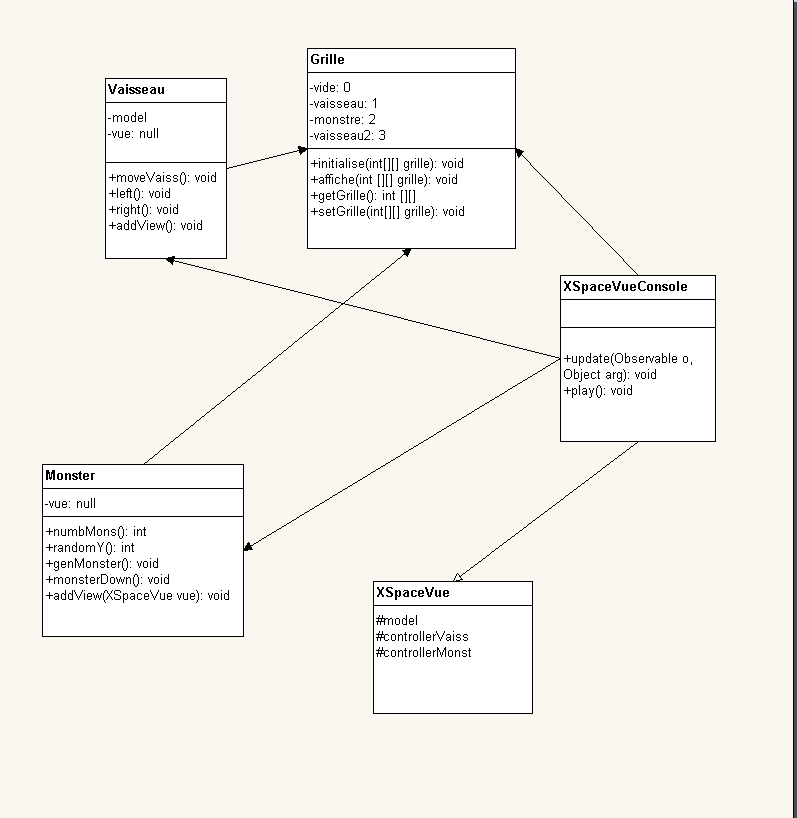 Vaisseau
-model
-vue: null
+moveVaiss(): void
+left(): void
+right(): void
+addView(): void
Grille
-vide: 0
-vaisseau: 1
-monstre: 2
-vaisseau2: 3
+initialise(int[][] grille): void
+affiche(int [][] grille): void
+getGrille(): int [][]
+setGrille(int[][] grille): void
XSpaceVueConsole
+update(Observable o,
Object arg): void
+play(): void
Monster
-vue: null
+numbMons(): int
+randomY(): int
+genMonster(): void
+monsterDown(): void
+addView(XSpaceVue vue): void
XSpaceVue
#model
#controllerVaiss
#controllerMonst